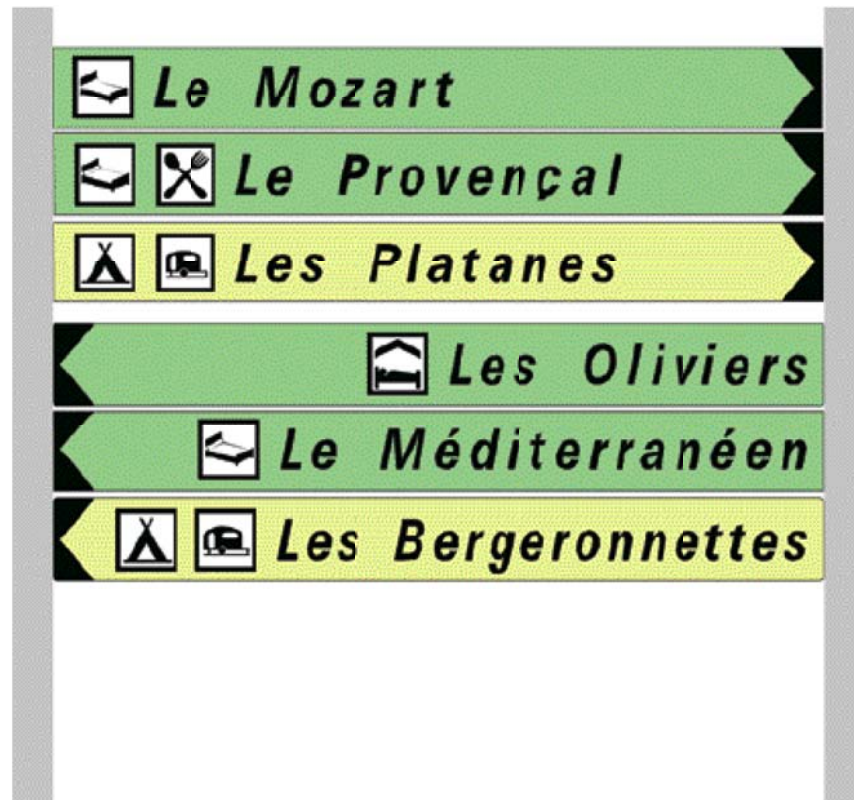 Le Mozart
Le Provençal
Les Platanes
Les Oliviers
Le Méditerranéen
Les Bergeronnettes